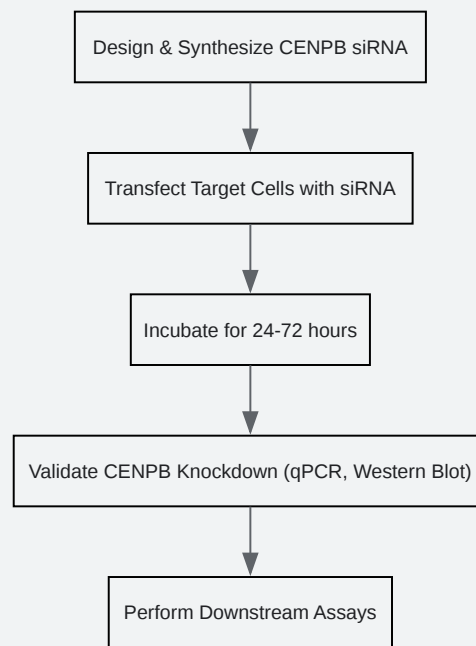 Design & Synthesize CENPB siRNA
Transfect Target Cells with siRNA
Incubate for 24-72 hours
Validate CENPB Knockdown (qPCR, Western Blot)
Perform Downstream Assays